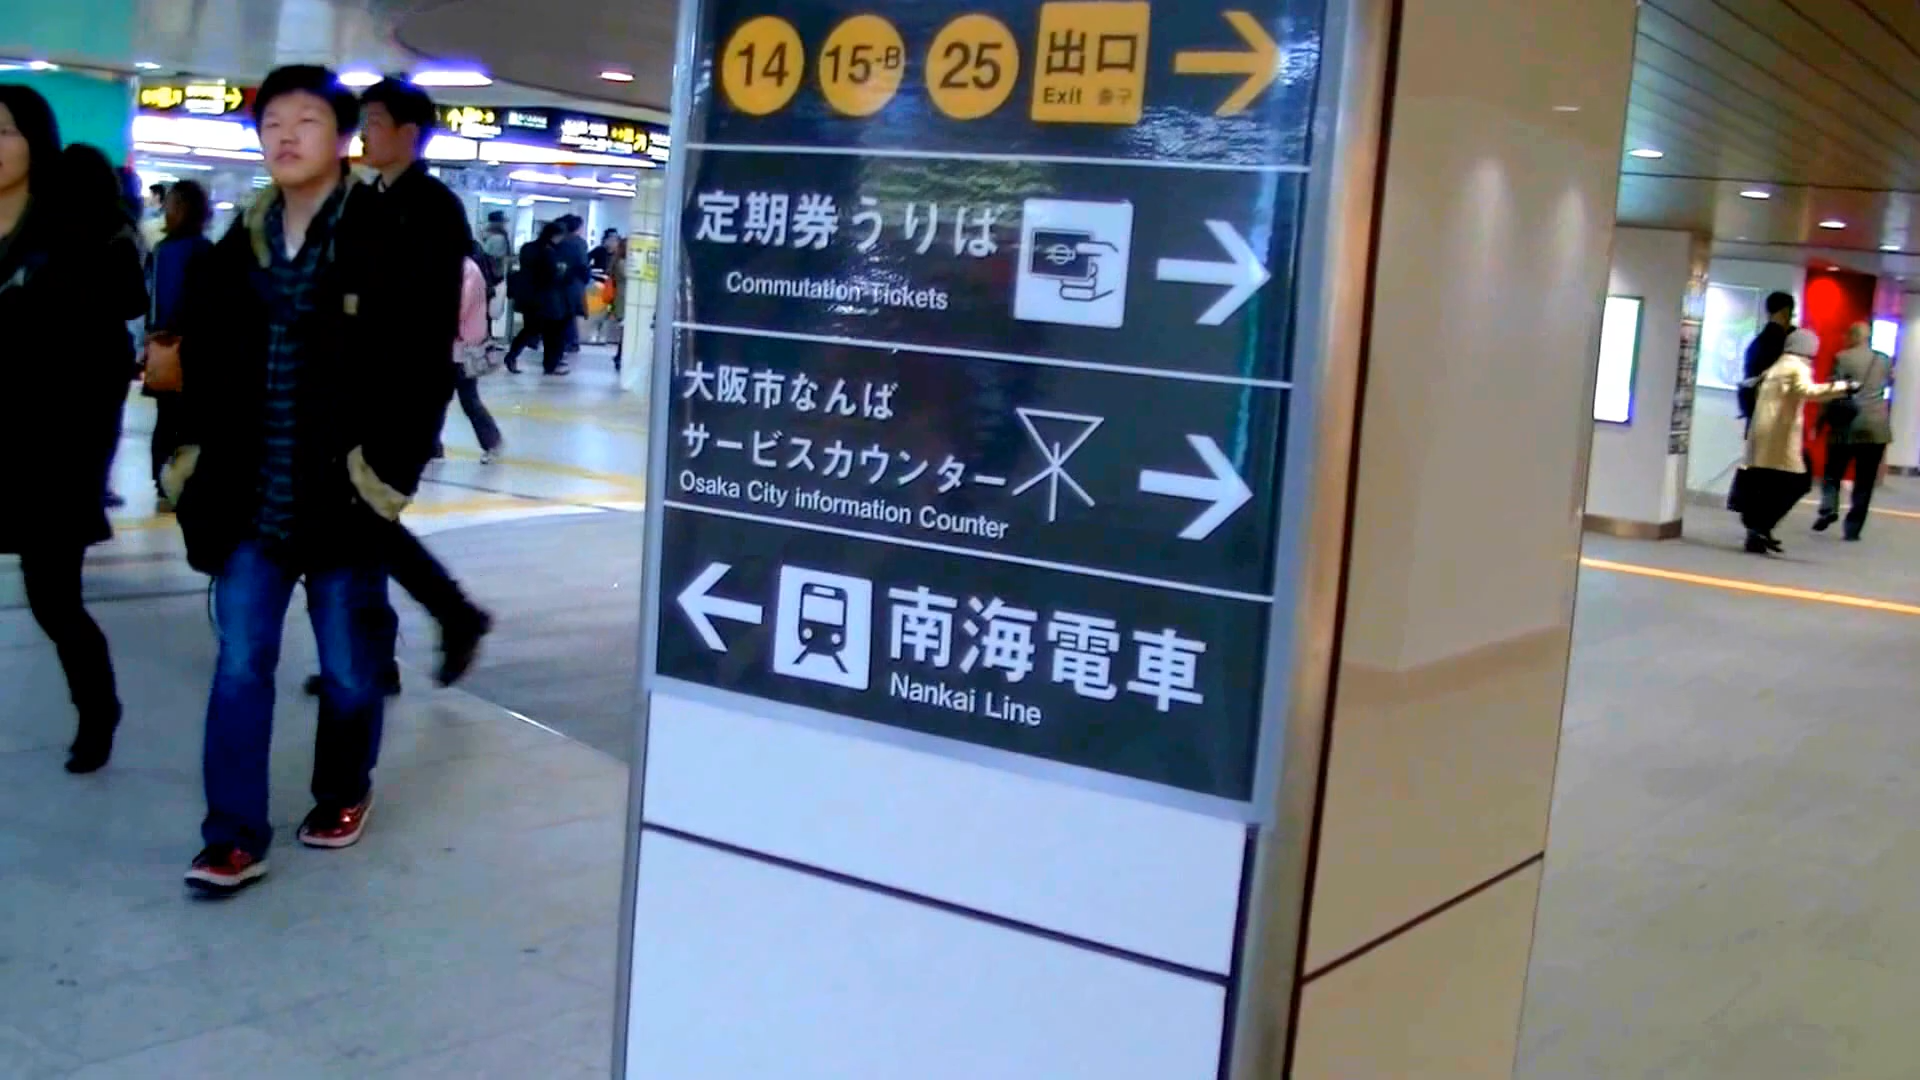 14 15-B 25 出口
Exit 출구
定期券うりば
Commutation Tickets
大阪市なんば
サービスカウンター
Osaka City information Counter
南海電車
Nankai Line